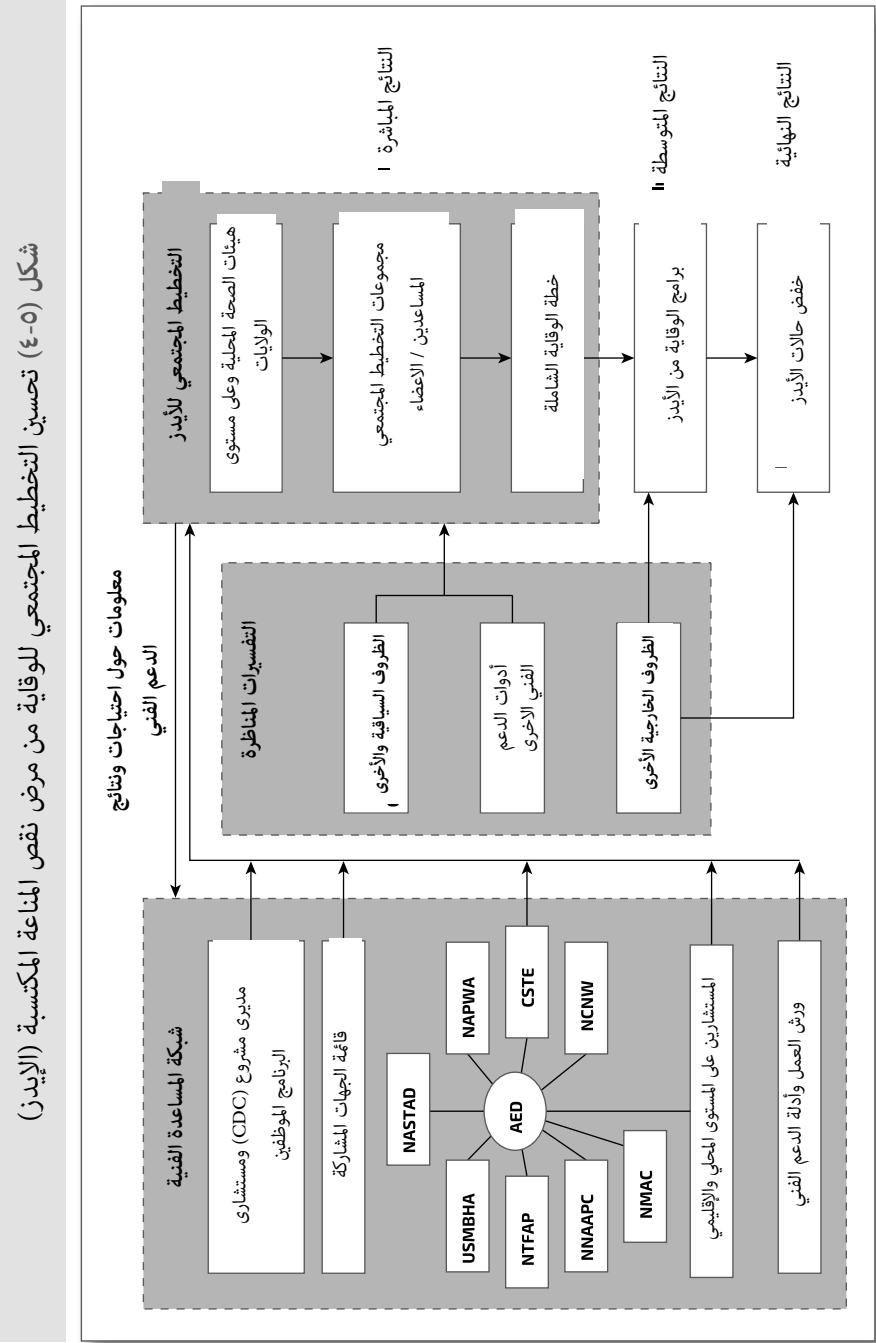 شكل (٥-٤) تحسين التخطيط المجتمعي للوقاية من مرض نقص المناعة المكتسبة (الإيدز)
معلومات حول احتياجات ونتائج
الدعم الفني
شبكة المساعدة الفنية
مديرى مشروع (CDC) ومستشارى
البرنامج الموظفين
قائمة الجهات المشاركة
NASTAD
NAPWA
CSTE
NCNW
AED
USMBHA
NTFAP
NNAAPC
NMAC
المستشارين على المستوى المحلي والإقليمي
ورش العمل وأدلة الدعم الفني
التفسيرات المناظرة
الظروف السياقية والأخرى
أدوات الدعم
الفني الاخرى
الظروف الخارجية الأخرى
التخطيط المجتمعي للأيدز
هيئات الصحة المحلية وعلى مستوى
الولايات
مجموعات التخطيط المجتمعي
المساعدين / الاعضاء
خطة الوقاية الشاملة
برامج الوقاية من الأيدز
خفض حالات الأيدز
النتائج المباشرة
النتائج المتوسطة
النتائج النهائية